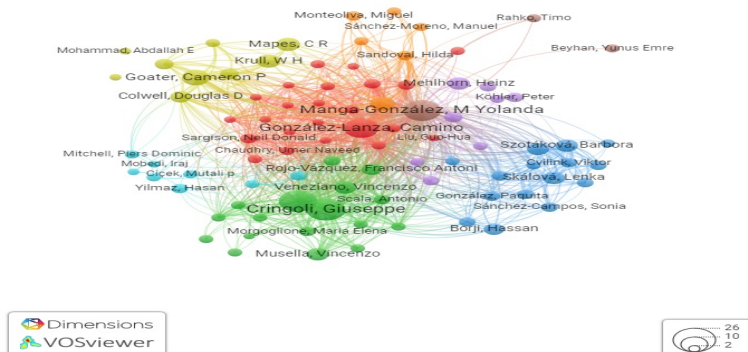 Monteoliva, Miguel
Rahko, Timo
Sánchez-Moreno, Manuel
Mapes, C R
Beyhan, Yunus Emre
Mohammad, Abdallah E
Sandoval, Hilda
Krull, W H
Goater, Cameron P
Mehlhorn, Heinz
Colwell, Douglas D
Köhler, Peter
Manga-González, M Yolanda
González-Lanza, Camino
Sargison, Neil Donald
Liu, Guo-Hua
Szotáková, Barbora
Chaudhry, Umer Naveed
Mitchell, Piers Dominic
Mobedi, Iraj
Cvilink, Viktor
Rojo-Vázquez, Francisco Antoni
Çiçek, Mutalip
Skálová, Lenka
Yilmaz, Hasan
Veneziano, Vincenzo
Scala, Antonio
González, Paquita
Cringoli, Giuseppe
Sánchez-Campos, Sonia
Morgoglione, Maria Elena
Borji, Hassan
Musella, Vincenzo
Dimensions
VOSviewer
26
10
2